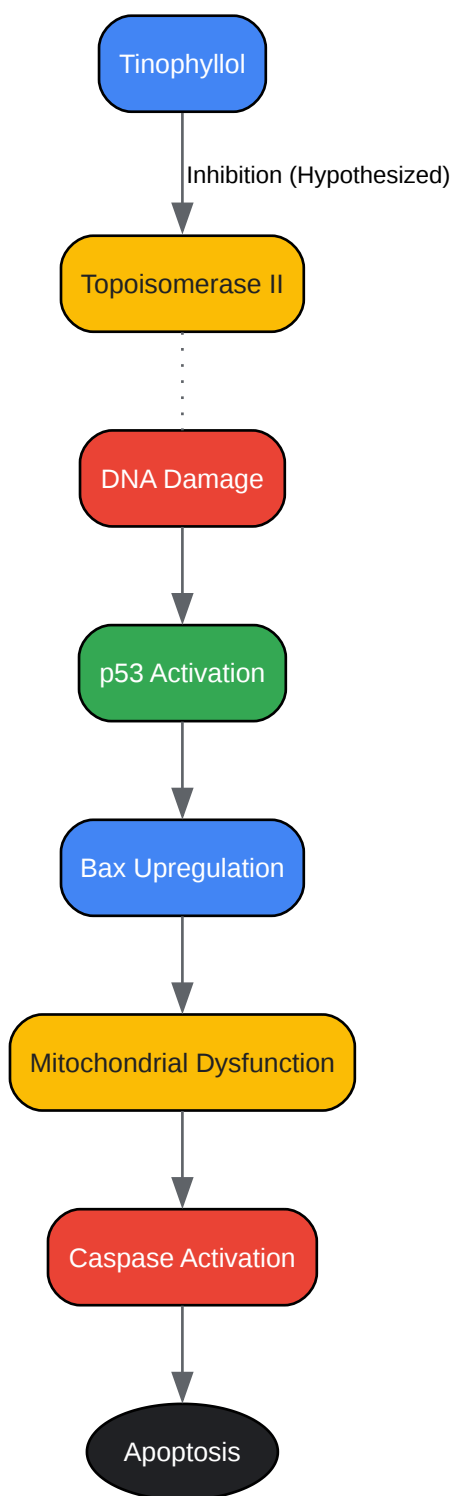 Tinophyllol
Inhibition (Hypothesized)
Topoisomerase II
DNA Damage
p53 Activation
Bax Upregulation
Mitochondrial Dysfunction
Caspase Activation
Apoptosis